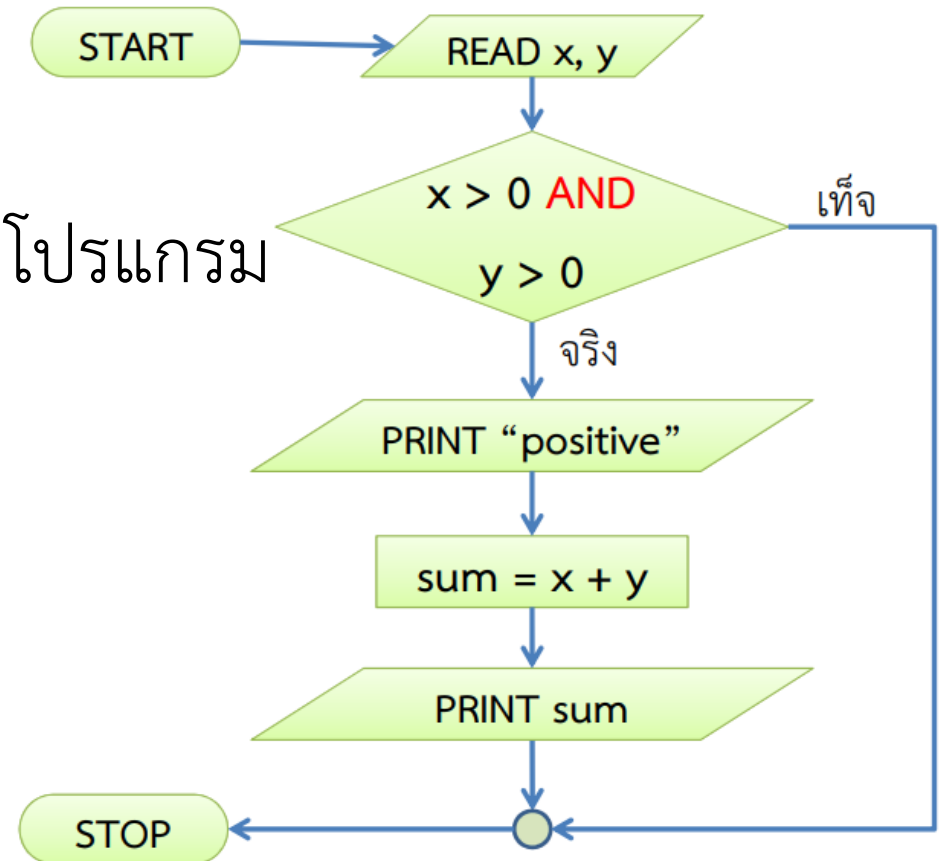 START
READ x, y
x > 0 AND
y > 0
เท็จ
โปรแกรม
จริง
PRINT “positive”
sum = x + y
PRINT sum
STOP